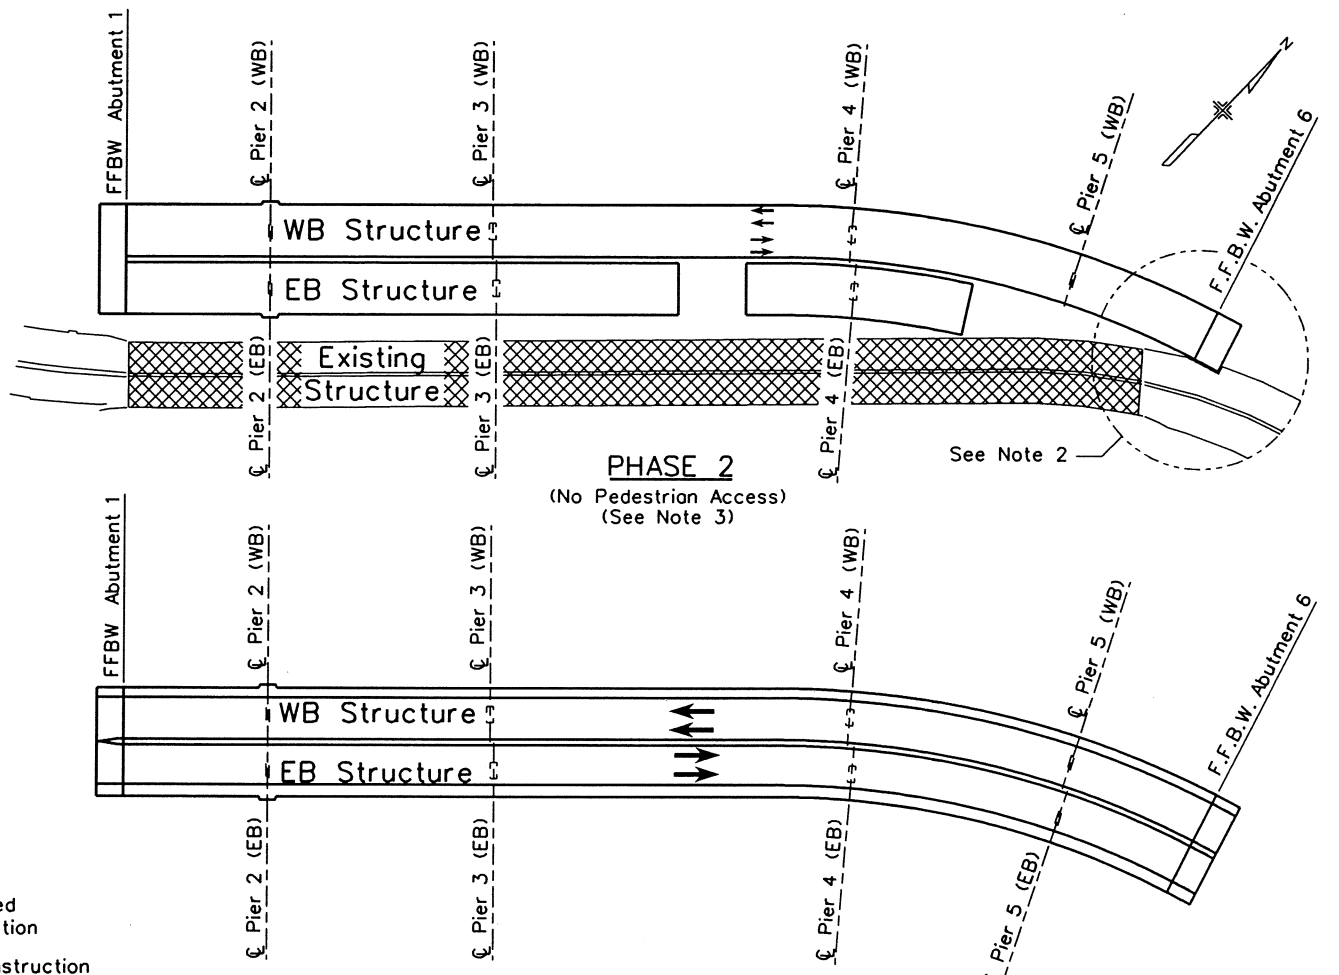 FFBW Abutment 1
℄ Pier 2 (WB)
℄ Pier 3 (WB)
℄ Pier 4 (WB)
℄ Pier 5 (WB)
F.F.B.W. Abutment 6
N
WB Structure
EB Structure
Existing
Structure
℄ Pier 2 (EB)
℄ Pier 3 (EB)
℄ Pier 4 (EB)
See Note 2
PHASE 2
(No Pedestrian Access)
(See Note 3)
FFBW Abutment 1
℄ Pier 2 (WB)
℄ Pier 3 (WB)
℄ Pier 4 (WB)
℄ Pier 5 (WB)
F.F.B.W. Abutment 6
WB Structure
EB Structure
℄ Pier 2 (EB)
℄ Pier 3 (EB)
℄ Pier 4 (EB)
Pier 5 (EB)
ed
tion
struction